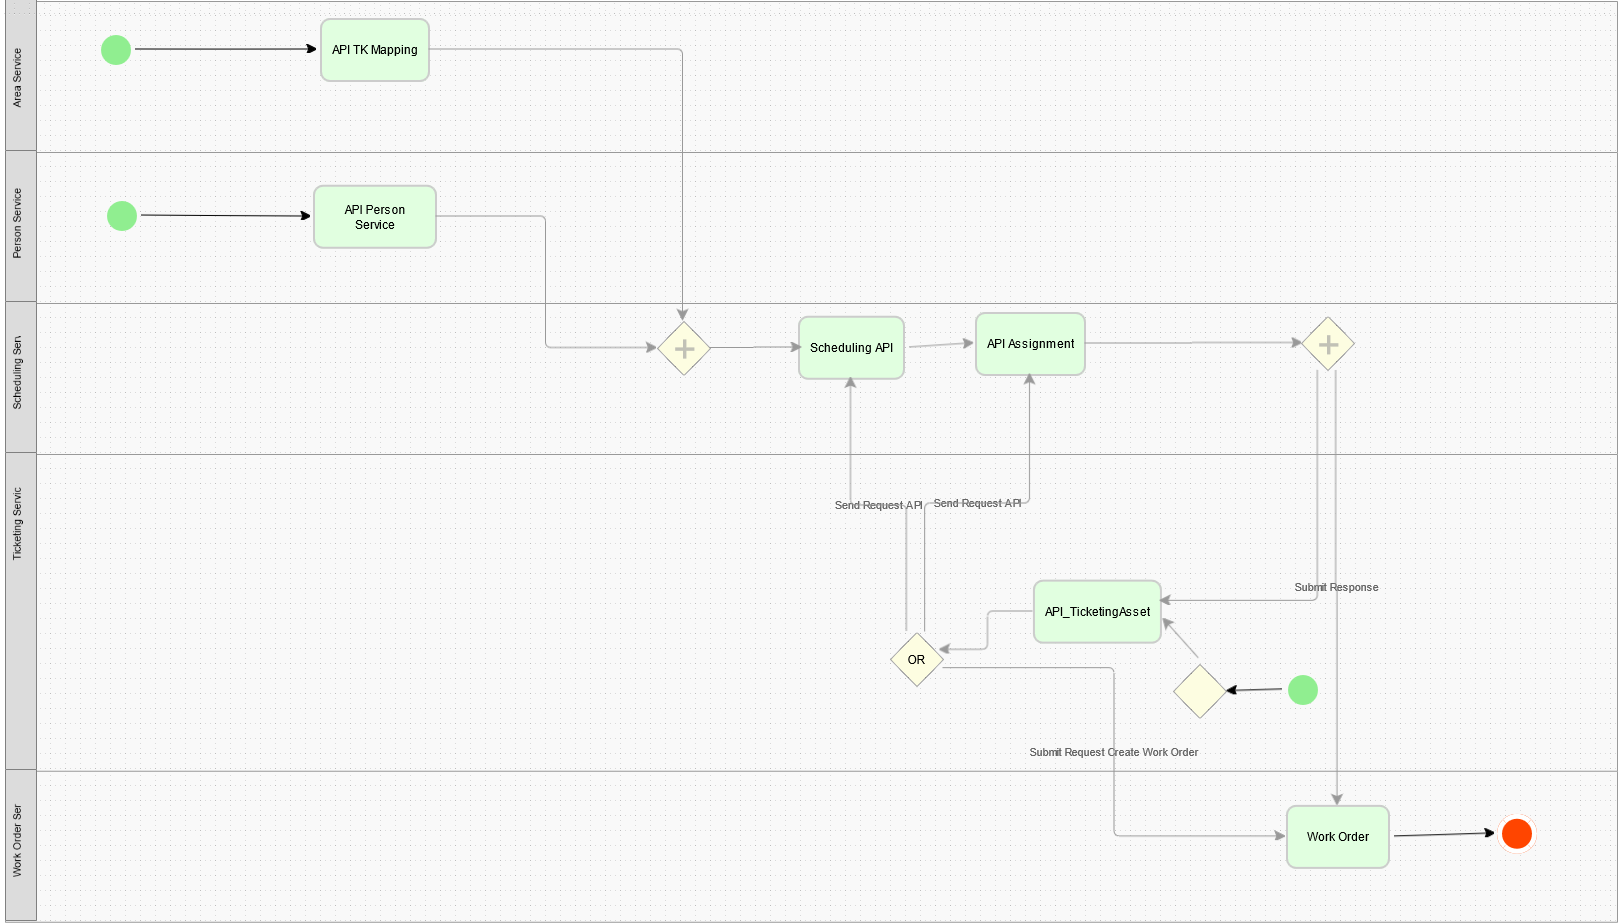 Area Service
API TK Mapping
Person Service
API Person
Service
Scheduling Serv
Scheduling API
API Assignment
Ticketing Servic
Send Request API
Send Request API
Submit Response
API_TicketingAsset
OR
Submit Request Create Work Order
Work Order Ser
Work Order